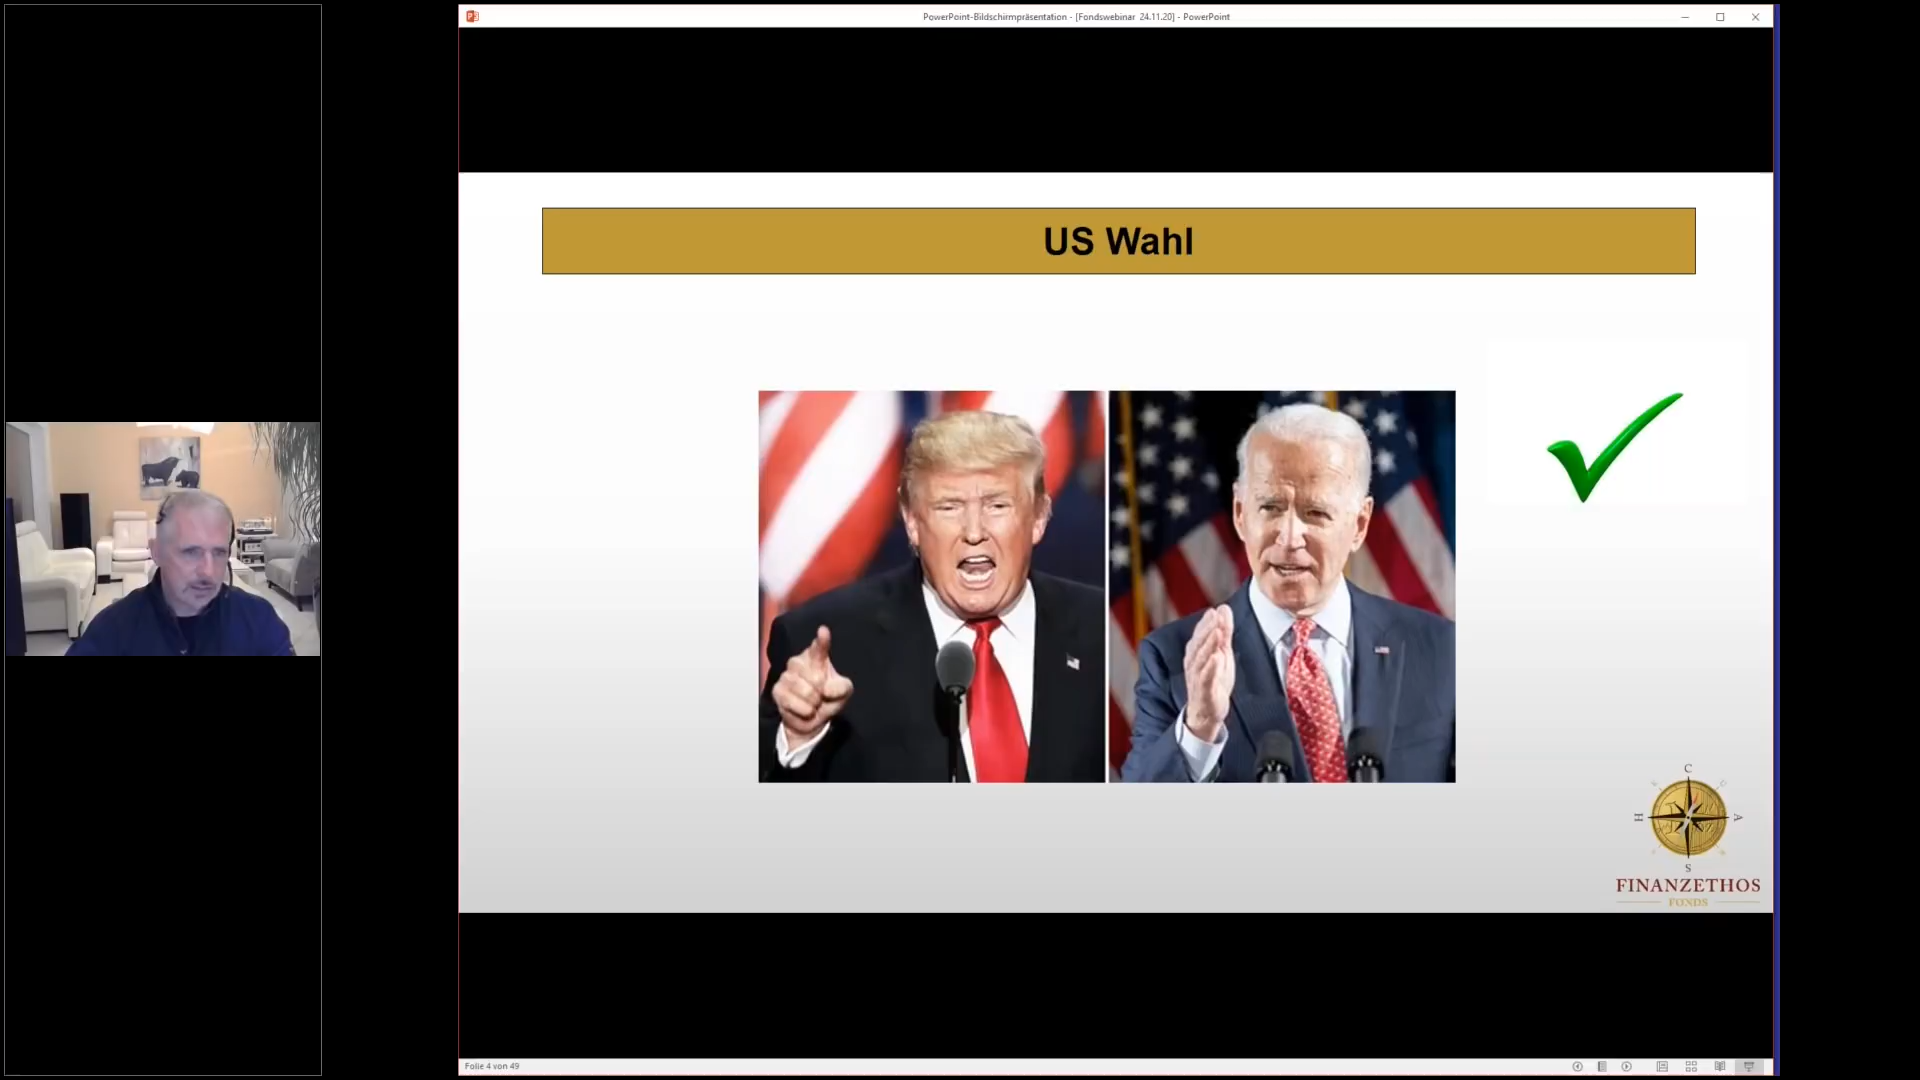 PowerPoint-Bildschirmpräsentation - [Fondswebinar 24.11.20] - PowerPoint
US Wahl
C
H
A
S
FINANZETHOS
FONDS
Folie 4 von 49